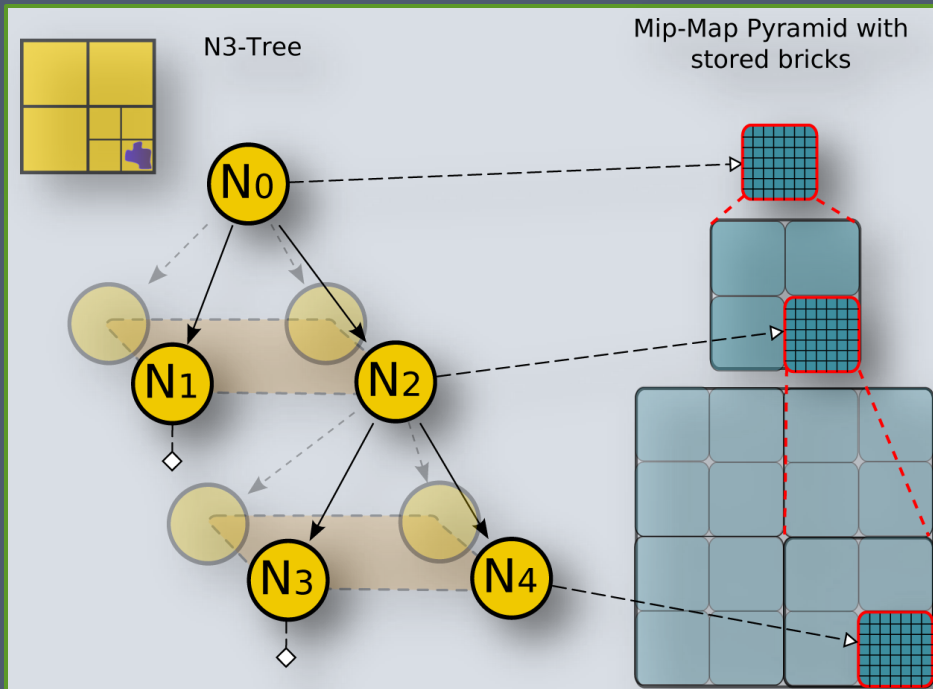 N3-Tree
Mip-Map Pyramid with
stored bricks
N0
N1
N2
N3
N4